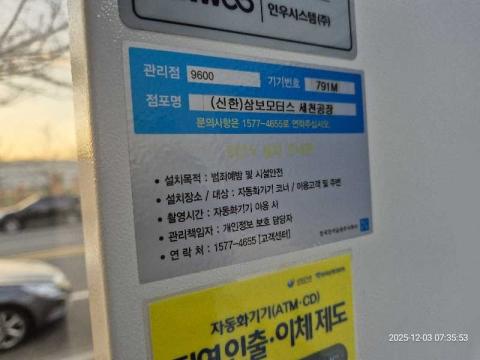 인우시스템(주)
관리점 9600 기기번호 791M
점포명 (신한)삼보모터스 세천공장
문의사항은 1577-4655로 연락주십시오.
• 설치목적 : 범죄예방 및 시설안전
• 설치장소 / 대상 : 자동화기기 코너 / 이용고객 및 주변
• 촬영시간 : 자동화기기 이용 시
• 관리책임자 : 개인정보 보호 담당자
• 연 락 처 : 1577-4655 [고객센터]
자동화기기(ATM·CD)
지연 인출·이체 제도
2025-12-03 07:35:53